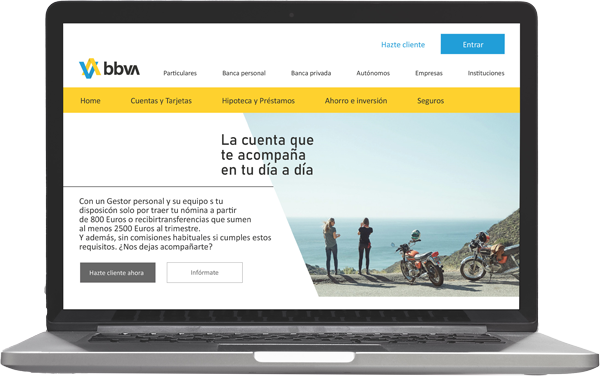 Hazte cliente
Entrar
bbva
Particulares
Banca personal
Banca privada
Autónomos
Empresas
Instituciones
Home
Cuentas y Tarjetas
Hipoteca y Préstamos
Ahorro e inversión
Seguros
La cuenta que
te acompaña
en tu día a día
Con un Gestor personal y su equipo s tu
disposicón solo por traer tu nómina a partir
de 800 Euros o recibirtransferencias que sumen
al menos 2500 Euros al trimestre.
Y además, sin comisiones habituales si cumples estos
requisitos. ¿Nos dejas acompañarte?
Hazte cliente ahora
Infórmate